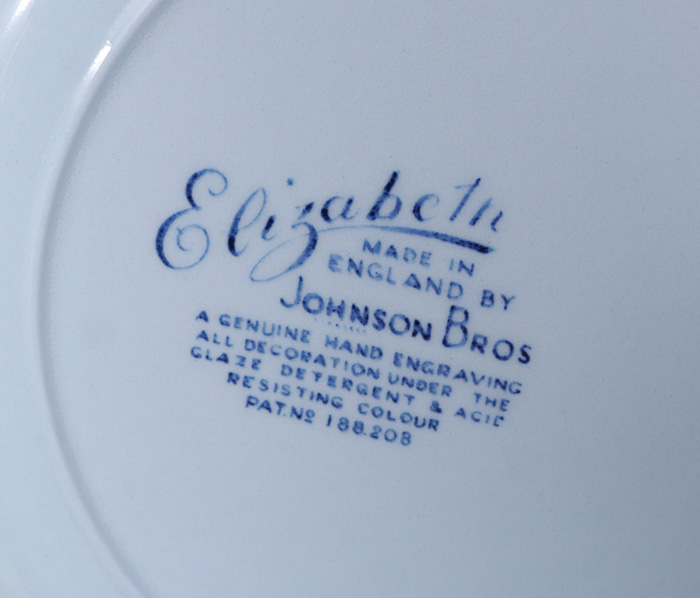 Elizabeth
MADE IN
ENGLAND BY
JOHNSON BROS
A GENUINE HAND ENGRAVING
ALL DECORATION UNDER THE
GLAZE DETERGENT & ACID
RESISTING COLOUR
PAT. Nº 188.208